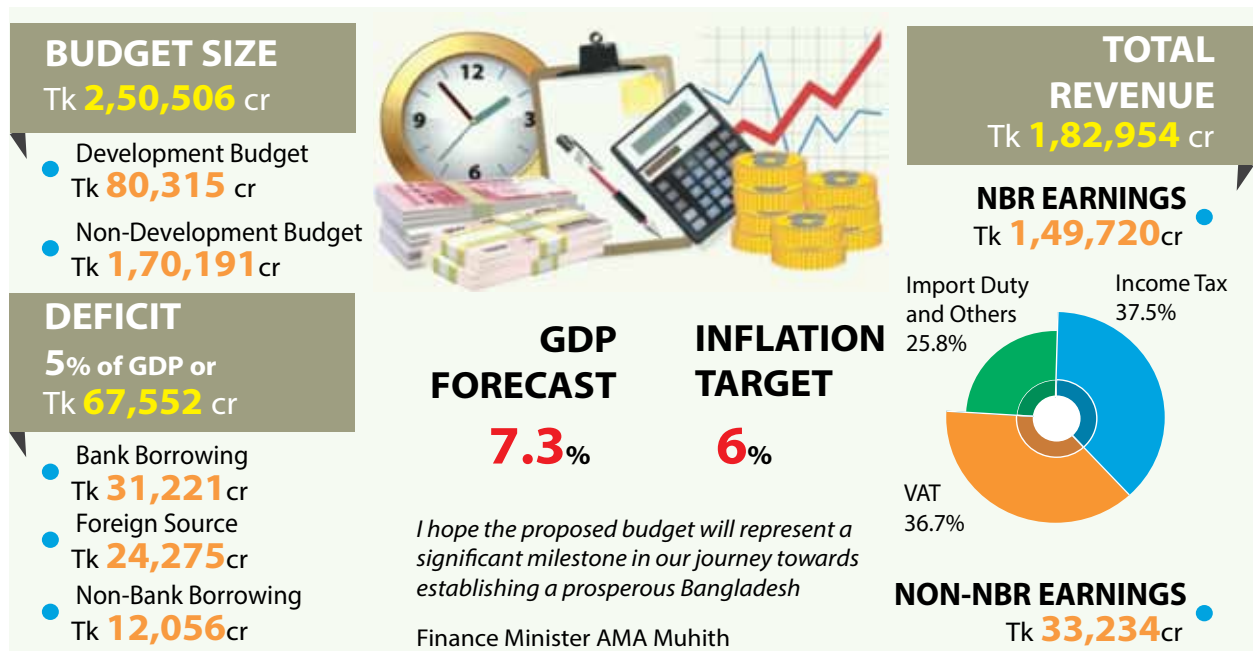 BUDGET SIZE
Tk 2,50,506 cr
Development Budget
Tk 80,315 cr
Non-Development Budget
Tk 1,70,191cr
DEFICIT
5% of GDP or
Tk 67,552 cr
Bank Borrowing
Tk 31,221cr
Foreign Source
Tk 24,275cr
Non-Bank Borrowing
Tk 12,056cr
12
9
3
6
GDP
FORECAST
7.3%
INFLATION
TARGET
6%
I hope the proposed budget will represent a
significant milestone in our journey towards
establishing a prosperous Bangladesh
Finance Minister AMA Muhith
TOTAL
REVENUE
Tk 1,82,954 cr
NBR EARNINGS
Tk 1,49,720cr
Import Duty
and Others
25.8%
Income Tax
37.5%
VAT
36.7%
NON-NBR EARNINGS
Tk 33,234cr